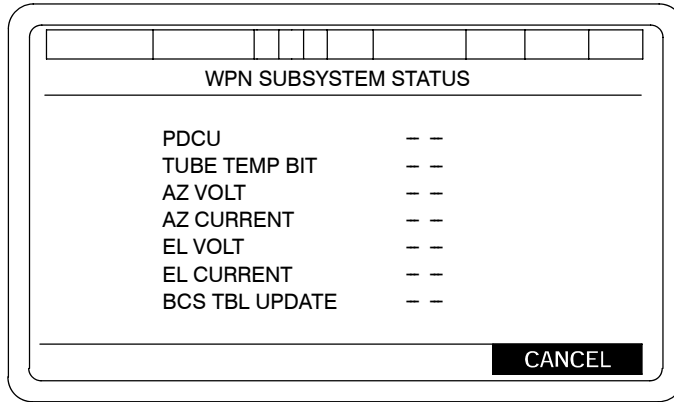 WPN SUBSYSTEM STATUS
PDCU – –
TUBE TEMP BIT – –
AZ VOLT – –
AZ CURRENT – –
EL VOLT – –
EL CURRENT – –
BCS TBL UPDATE – –
CANCEL